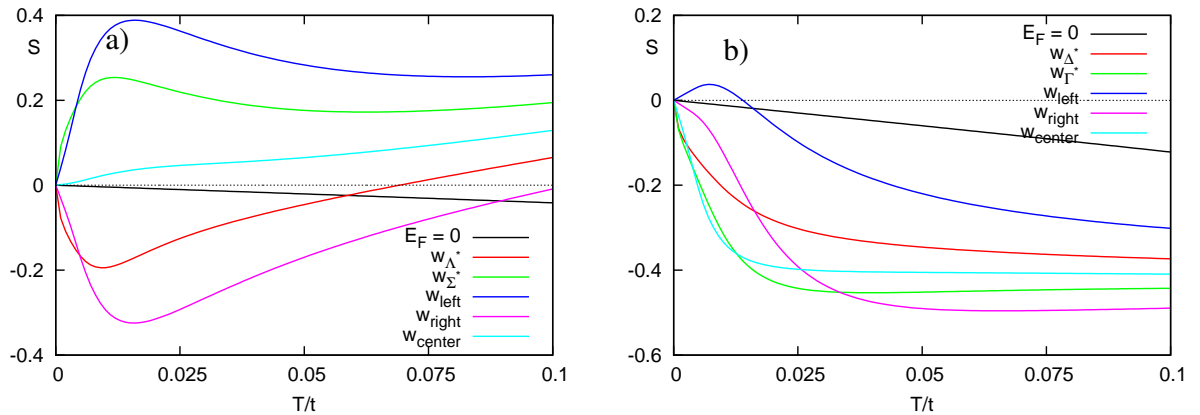 a)
S
0.4
0.2
0
-0.2
-0.4
E_F = 0
w_Λ*
w_Σ*
w_left
w_right
w_center
0
0.025
0.05
0.075
0.1
T/t
b)
S
0.2
0
-0.2
-0.4
-0.6
E_F = 0
w_Δ*
w_Γ*
w_left
w_right
w_center
0
0.025
0.05
0.075
0.1
T/t